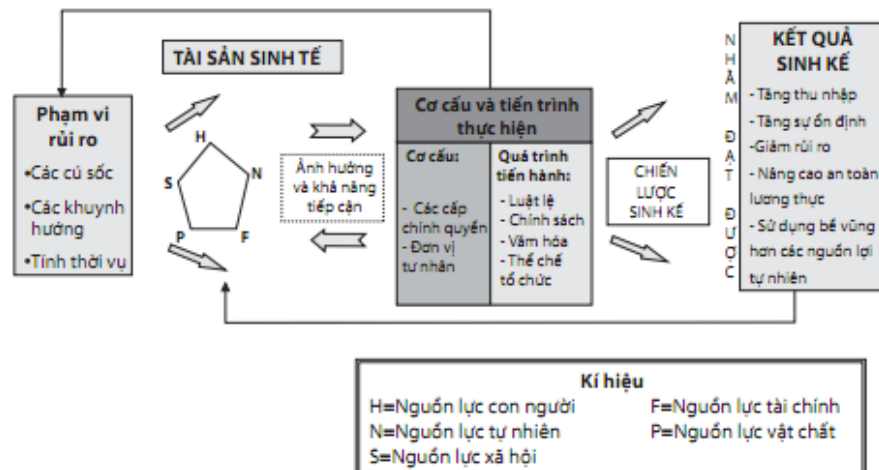 TÀI SẢN SINH TẾ
Phạm vi
rủi ro
•Các cú sốc
•Các khuynh
hướng
•Tính thời vụ
H
S
N
P
F
Ảnh hưởng
và khả năng
tiếp cận
Cơ cấu và tiến trình
thực hiện
Cơ cấu:
- Các cấp
chính quyền
- Đơn vị
tư nhân
Quá trình
tiến hành:
- Luật lệ
- Chính sách
- Văm hóa
- Thể chế
tổ chức
CHIẾN
LƯỢC
SINH KẾ
NHẰM ĐẠT ĐƯỢC
KẾT QUẢ
SINH KẾ
- Tăng thu nhập
- Tăng sự ổn định
-Giảm rủi ro
- Nâng cao an toàn
lương thực
- Sử dụng bề vũng
hơn các nguồn lợi
tự nhiên
Kí hiệu
H=Nguồn lực con người
F=Nguồn lực tài chính
N=Nguồn lực tự nhiên
P=Nguồn lực vật chất
S=Nguồn lực xã hội